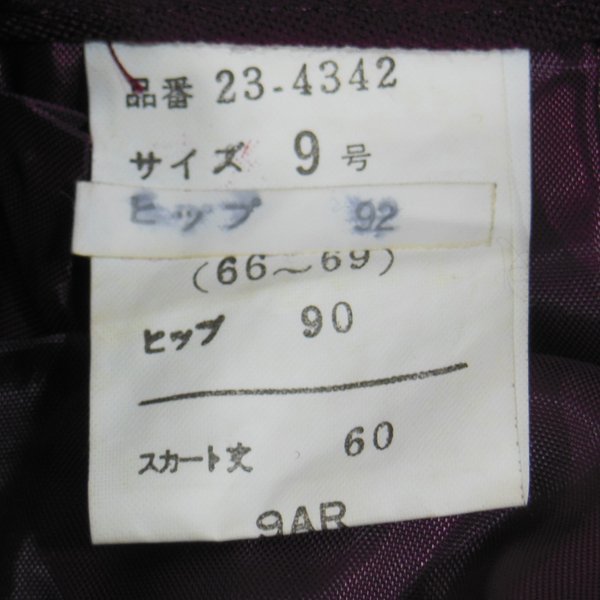 品番 23-4342
サイズ 9号
ヒップ 92
(66~69)
ヒップ 90
スカート丈 60
9AR